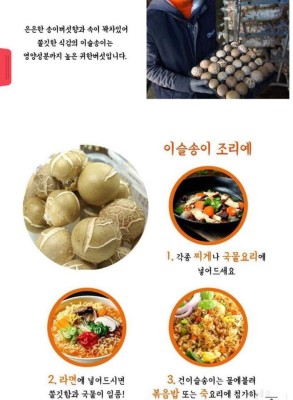 은은한 송이버섯향과 속이 꽉차있어
쫄깃한 식감의 이슬송이는
영양성분까지 높은 귀한버섯입니다.
이슬송이 조리예
1. 각종 찌개나 국물요리에
넣어드세요
2. 라면에 넣어드시면
쫄깃함과 국물이 일품!
3. 건이슬송이는 물에불려
볶음밥 또는 죽요리에 첨가하